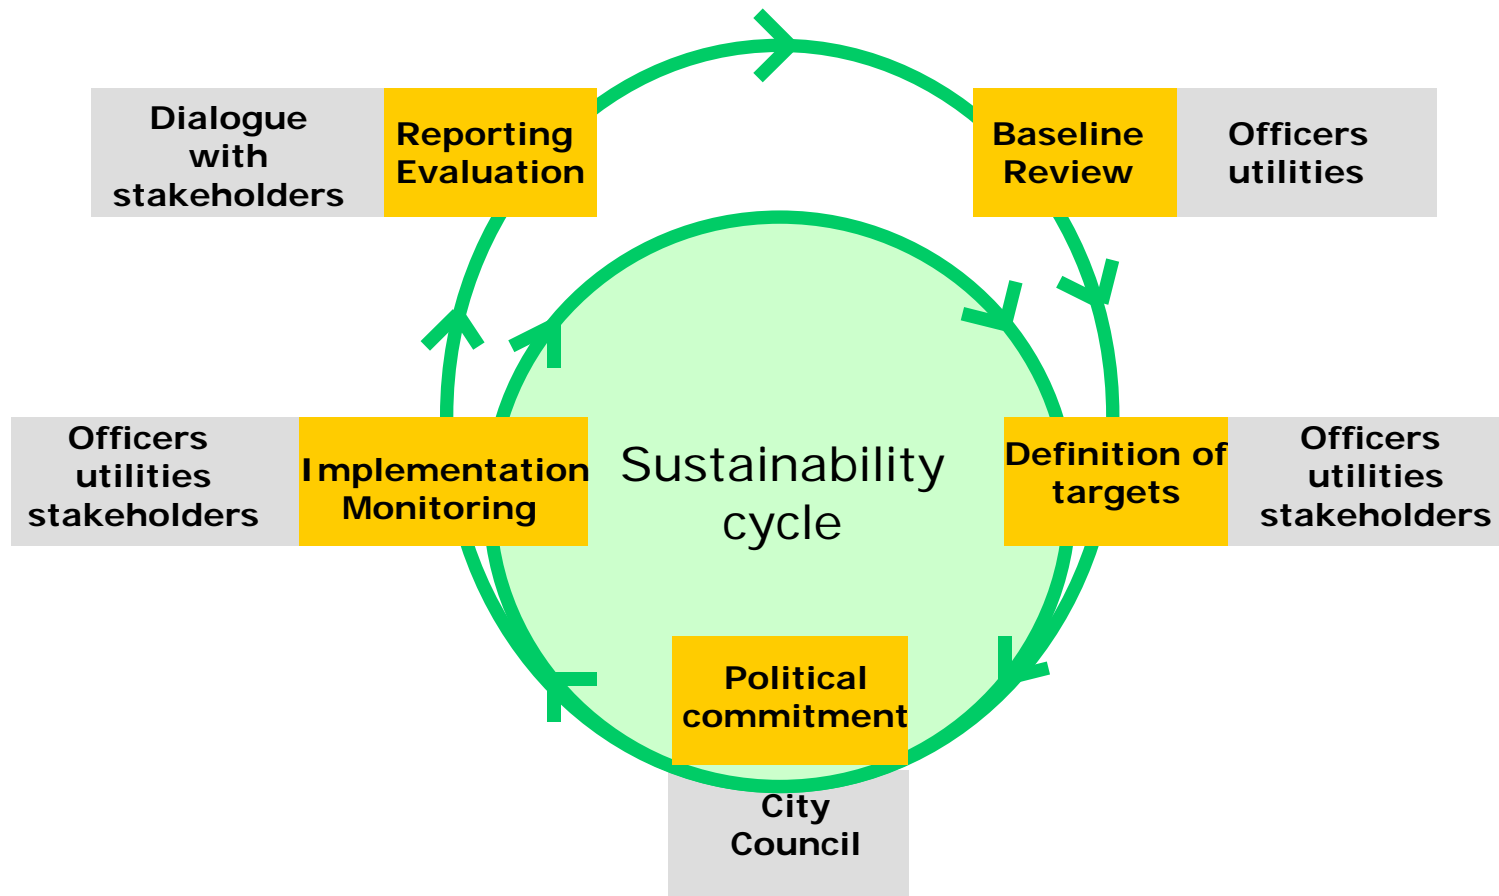 Dialogue
with
stakeholders
Reporting
Evaluation
Baseline
Review
Officers
utilities
Officers
utilities
stakeholders
Implementation
Monitoring
Sustainability
cycle
Definition of
targets
Officers
utilities
stakeholders
Political
commitment
City
Council